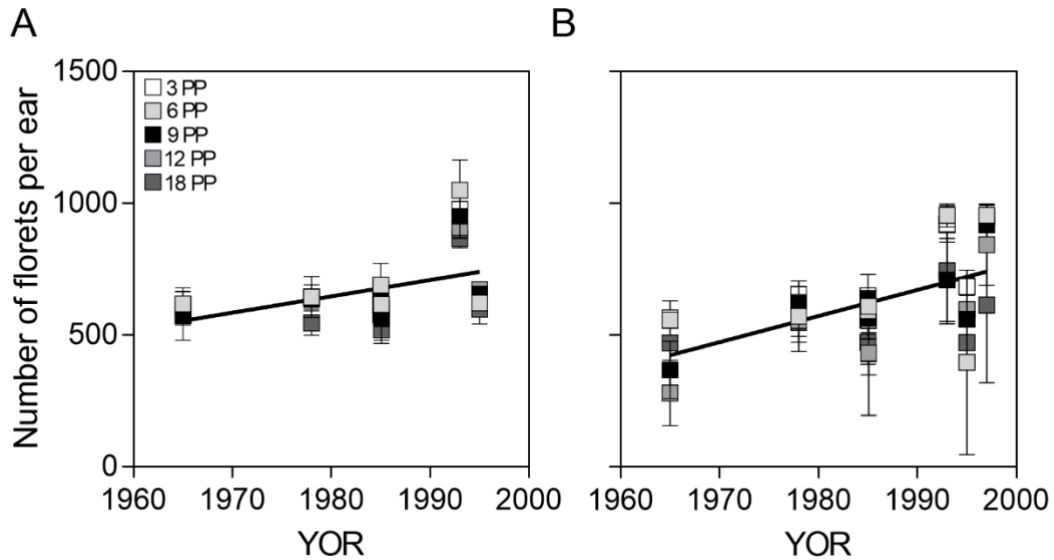 A
B
Number of florets per ear
1500
1000
500
0
3 PP
6 PP
9 PP
12 PP
18 PP
1960 1970 1980 1990 2000
1960 1970 1980 1990 2000
YOR
YOR